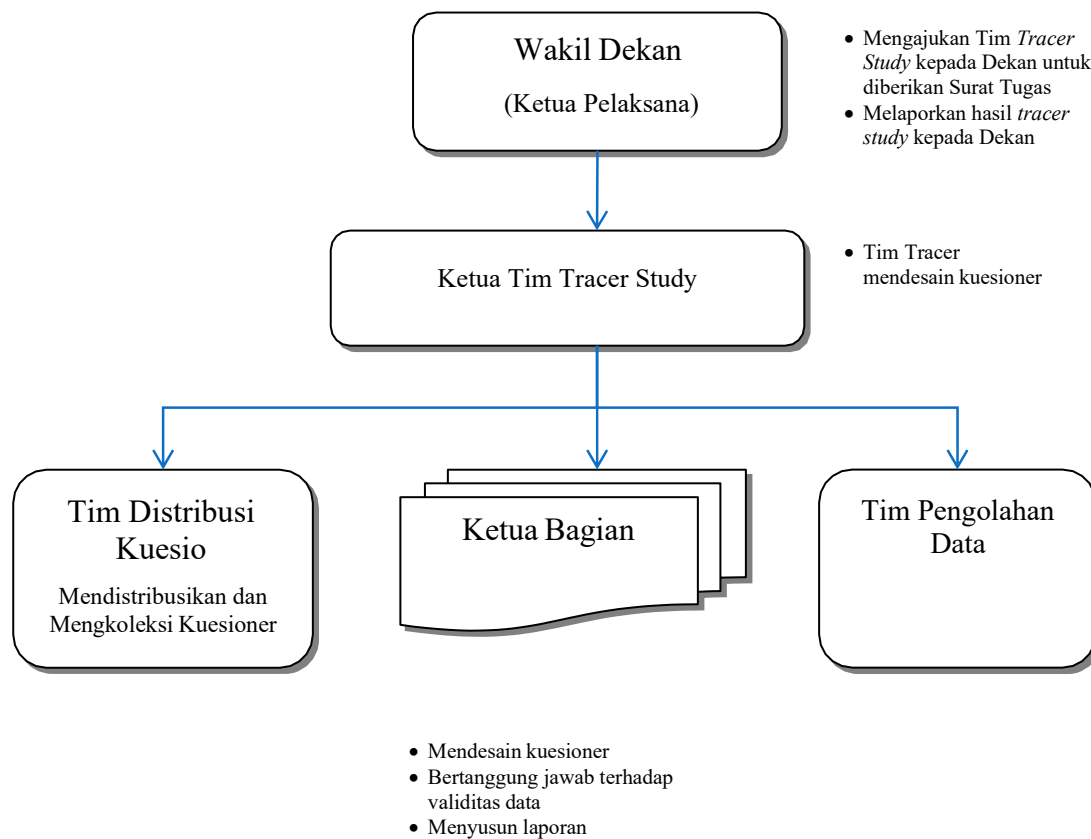 Wakil Dekan
(Ketua Pelaksana)
• Mengajukan Tim Tracer
Study kepada Dekan untuk
diberikan Surat Tugas
• Melaporkan hasil tracer
study kepada Dekan
Ketua Tim Tracer Study
• Tim Tracer
mendesain kuesioner
Tim Distribusi
Kuesio
Mendistribusikan dan
Mengkoleksi Kuesioner
Ketua Bagian
Tim Pengolahan
Data
• Mendesain kuesioner
• Bertanggung jawab terhadap
validitas data
• Menyusun laporan